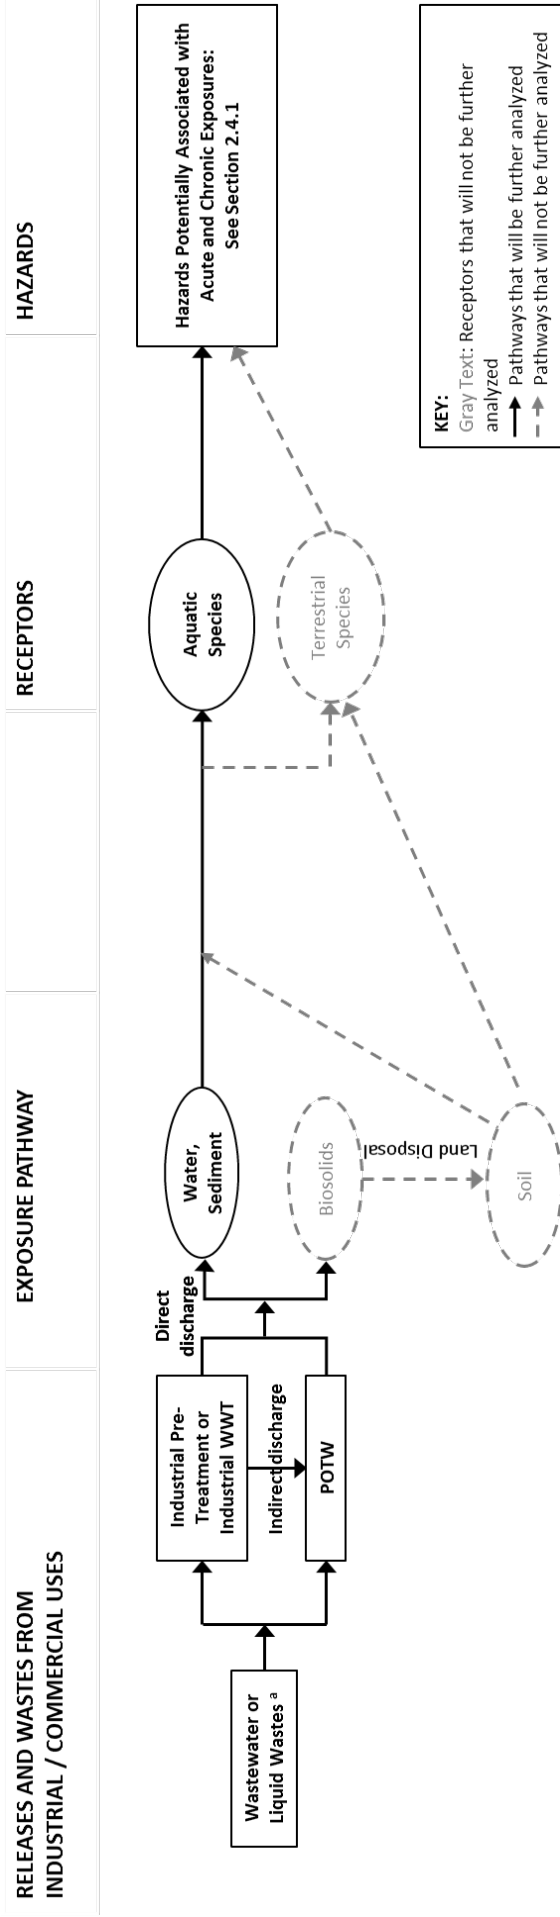 RELEASES AND WASTES FROM
INDUSTRIAL / COMMERCIAL USES
EXPOSURE PATHWAY
RECEPTORS
HAZARDS
Wastewater or
Liquid Wastes ᵃ
Industrial Pre-
Treatment or
Industrial WWT
Indirect discharge
POTW
Direct
discharge
Water,
Sediment
Biosolids
Land Disposal
Soil
Aquatic
Species
Terrestrial
Species
Hazards Potentially Associated with
Acute and Chronic Exposures:
See Section 2.4.1
KEY:
Gray Text: Receptors that will not be further
analyzed
Pathways that will be further analyzed
Pathways that will not be further analyzed